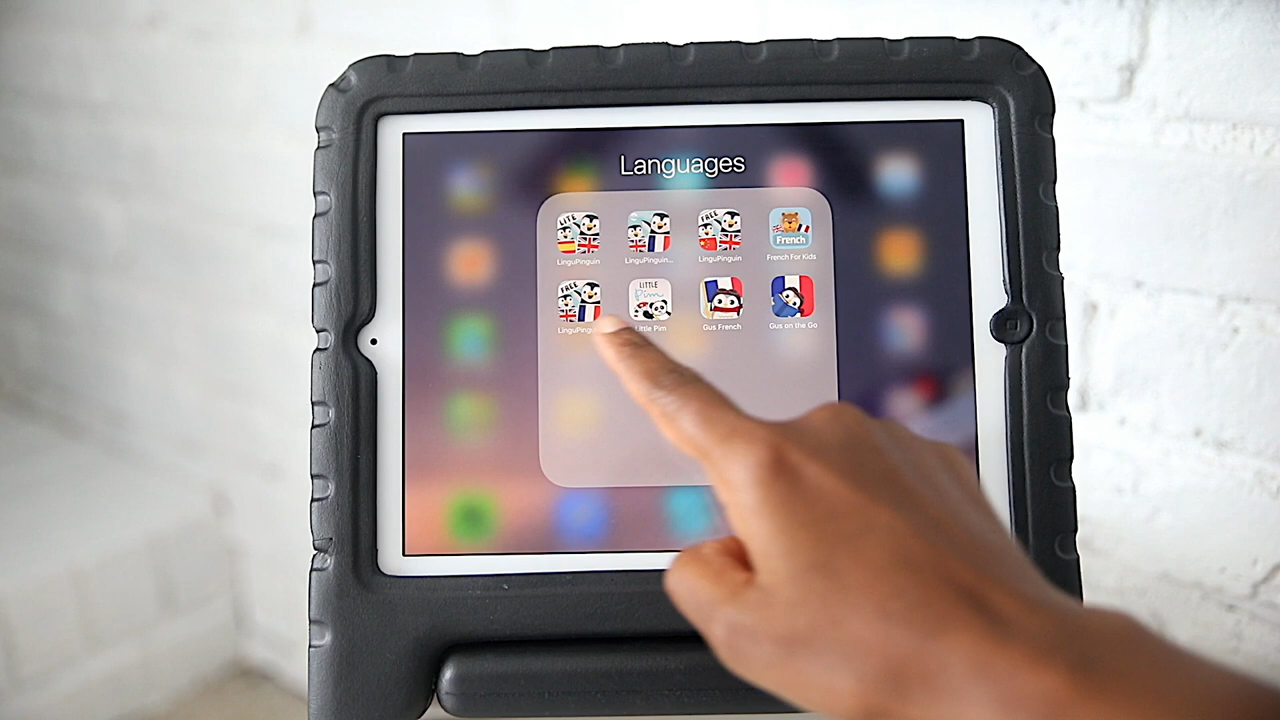 Languages
LITE
FREE
French
LinguPinguin
LinguPinguin...
LinguPinguin
French For Kids
FREE
LITTLE
Pim
Little Pim
Gus French
Gus on the Go